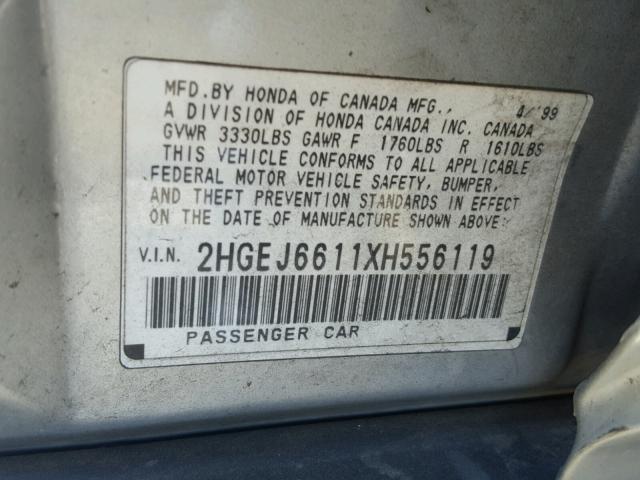 MFD.BY HONDA OF CANADA MFG., 4/'99
A DIVISION OF HONDA CANADA INC. CANADA
GVWR 3330LBS GAWR F 1760LBS R 1610LBS
THIS VEHICLE CONFORMS TO ALL APPLICABLE
FEDERAL MOTOR VEHICLE SAFETY, BUMPER,
AND THEFT PREVENTION STANDARDS IN EFFECT
ON THE DATE OF MANUFACTURE SHOWN ABOVE.
V.I.N. 2HGEJ6611XH556119
PASSENGER CAR